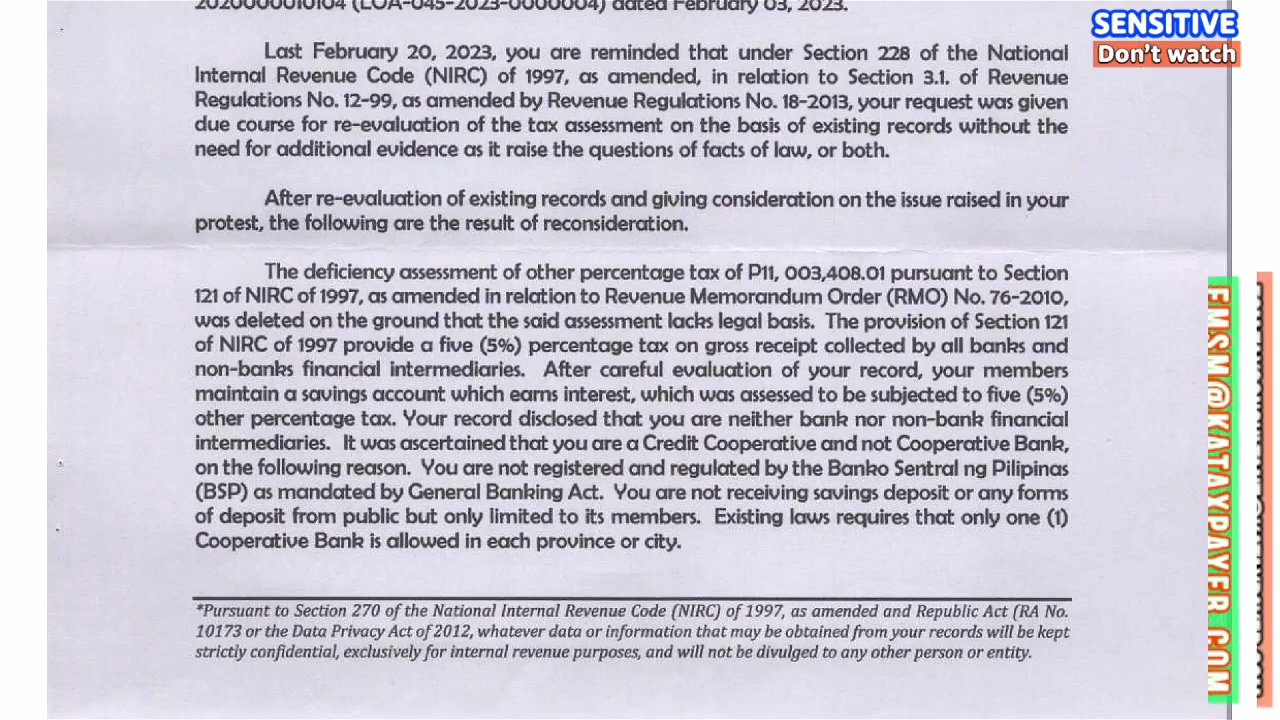 2020000010104 (LOA-045-2023-0000004) dated February 03, 2023.
SENSITIVE
Don't watch
Last February 20, 2023, you are reminded that under Section 228 of the National
Internal Revenue Code (NIRC) of 1997, as amended, in relation to Section 3.1. of Revenue
Regulations No. 12-99, as amended by Revenue Regulations No. 18-2013, your request was given
due course for re-evaluation of the tax assessment on the basis of existing records without the
need for additional evidence as it raise the questions of facts of law, or both.
After re-evaluation of existing records and giving consideration on the issue raised in your
protest, the following are the result of reconsideration.
The deficiency assessment of other percentage tax of P11, 003,408.01 pursuant to Section
121 of NIRC of 1997, as amended in relation to Revenue Memorandum Order (RMO) No. 76-2010,
was deleted on the ground that the said assessment lacks legal basis. The provision of Section 121
of NIRC of 1997 provide a five (5%) percentage tax on gross receipt collected by all banks and
non-banks financial intermediaries. After careful evaluation of your record, your members
maintain a savings account which earns interest, which was assessed to be subjected to five (5%)
other percentage tax. Your record disclosed that you are neither bank nor non-bank financial
intermediaries. It was ascertained that you are a Credit Cooperative and not Cooperative Bank,
on the following reason. You are not registered and regulated by the Banko Sentral ng Pilipinas
(BSP) as mandated by General Banking Act. You are not receiving savings deposit or any forms
of deposit from public but only limited to its members. Existing laws requires that only one (1)
Cooperative Bank is allowed in each province or city.
*Pursuant to Section 270 of the National Internal Revenue Code (NIRC) of 1997, as amended and Republic Act (RA No.
10173 or the Data Privacy Act of 2012, whatever data or information that may be obtained from your records will be kept
strictly confidential, exclusively for internal revenue purposes, and will not be divulged to any other person or entity.
EMSM@KATAXPAYER COM